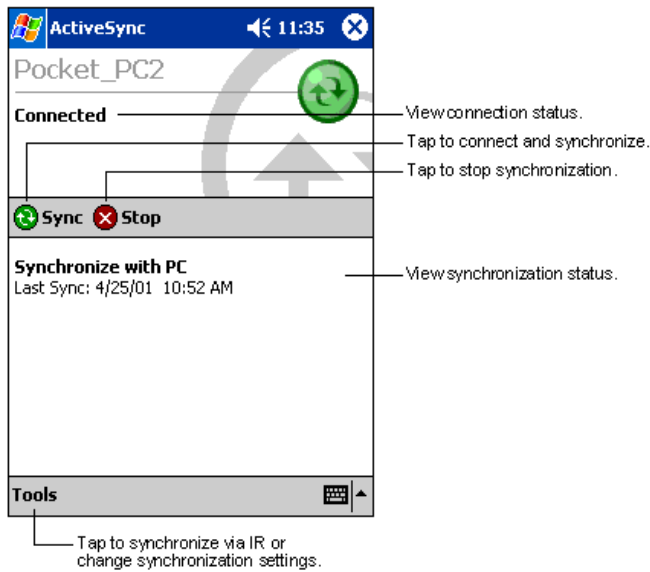 ActiveSync 11:35
Pocket_PC2
Connected
View connection status.
Tap to connect and synchronize.
Tap to stop synchronization.
Sync Stop
Synchronize with PC
Last Sync: 4/25/01 10:52 AM
View synchronization status.
Tools
Tap to synchronize via IR or
change synchronization settings.